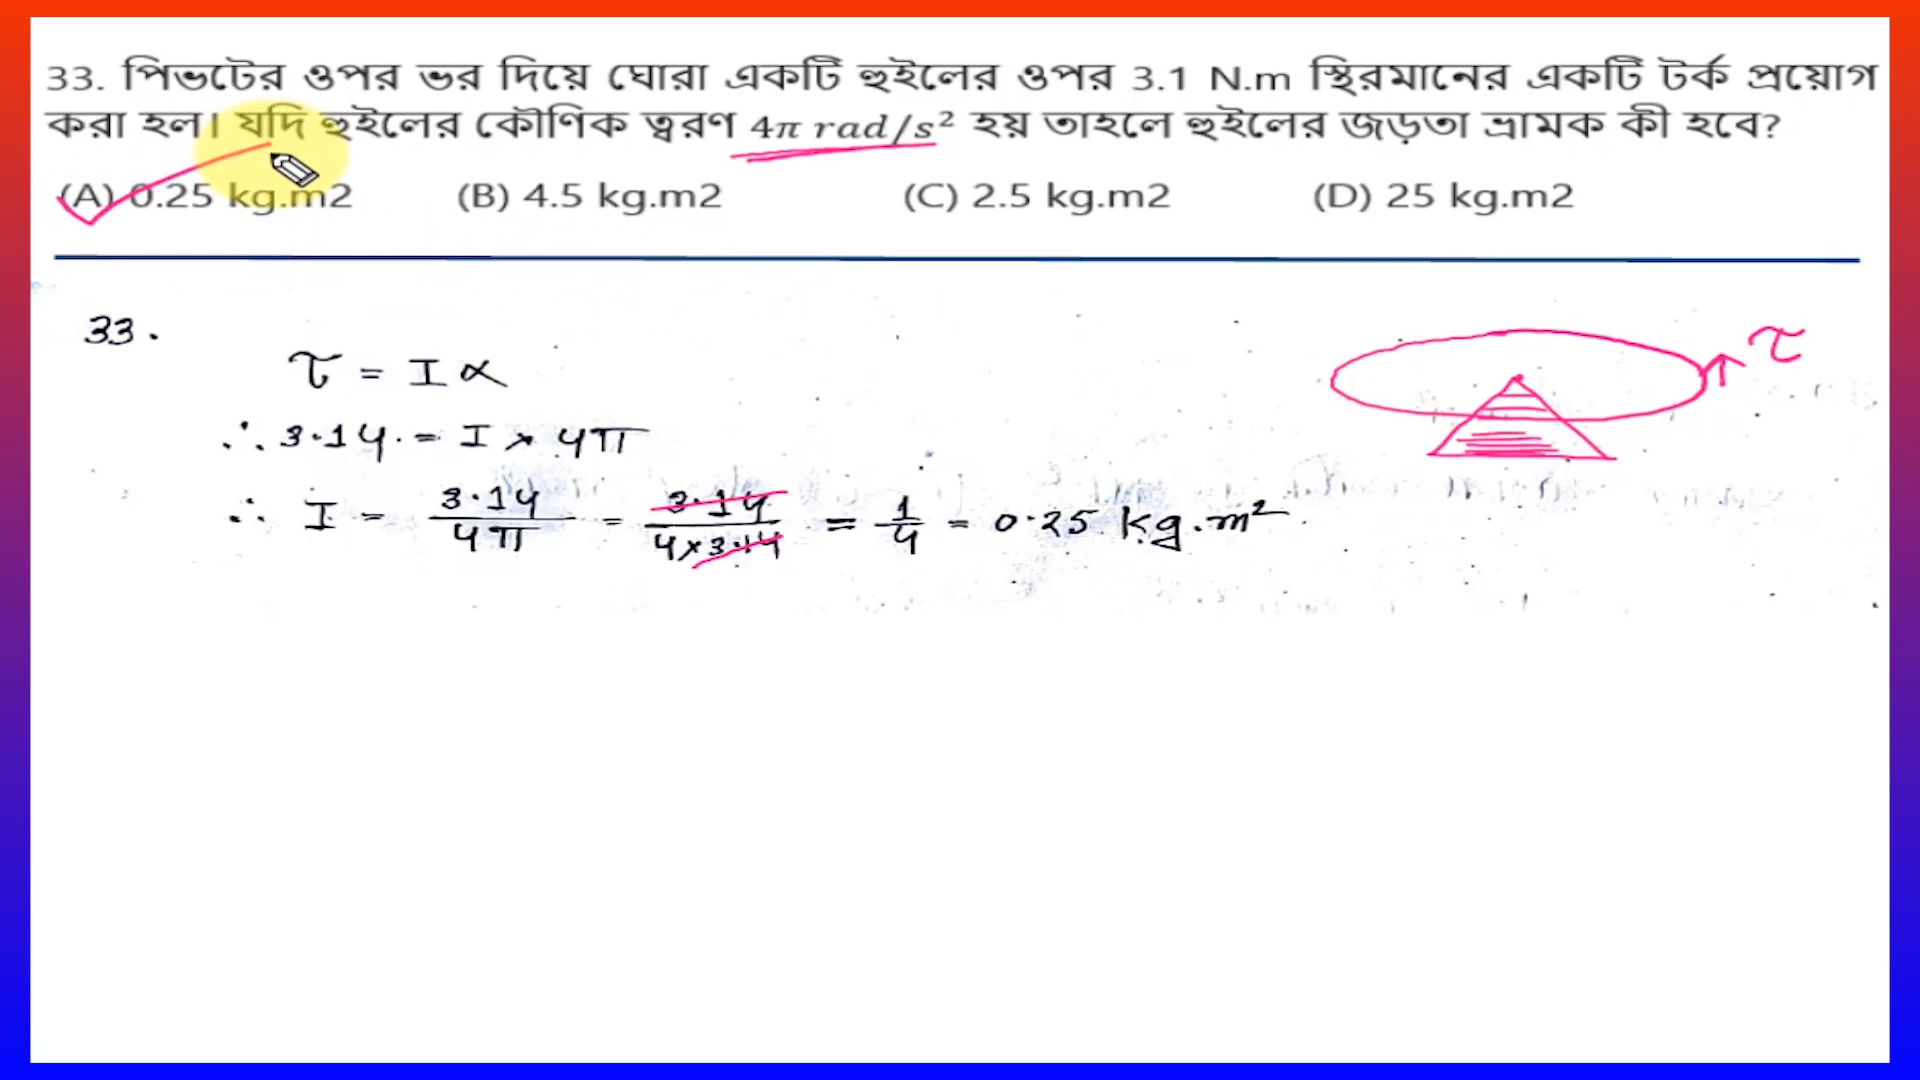 33. পিভটের ওপর ভর দিয়ে ঘোরা একটি হুইলের ওপর 3.1 N.m স্থিরমানের একটি টর্ক প্রয়োগ
করা হল। যদি হুইলের কৌণিক ত্বরণ 4π rad/s² হয় তাহলে হুইলের জড়তা ভ্রামক কী হবে?
(A) 0.25 kg.m2 (B) 4.5 kg.m2 (C) 2.5 kg.m2 (D) 25 kg.m2
33.
τ = I α
τ
∴ 3.14 = I × 4π
∴ I = 3.14/4π = 3.14/4×3.14 = 1/4 = 0.25 kg.m²